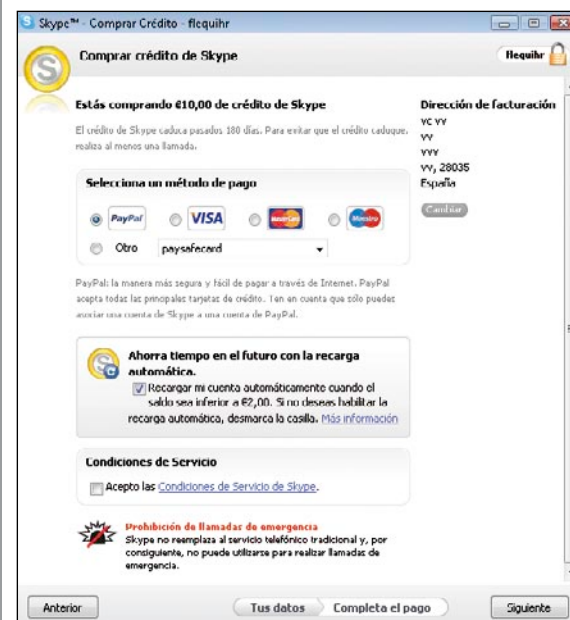 Skype™ - Comprar Crédito - flequihr
Comprar crédito de Skype
flequihr
Estás comprando €10,00 de crédito de Skype
El crédito de Skype caduca pasados 180 días. Para evitar que el crédito caduque,
realiza al menos una llamada.
Selecciona un método de pago
PayPal
VISA
MasterCard
Maestro
Otro
paysafecard
PayPal: la manera más segura y fácil de pagar a través de Internet. PayPal
acepta todas las principales tarjetas de crédito. Ten en cuenta que sólo puedes
asociar una cuenta de Skype a una cuenta de PayPal.
Ahorra tiempo en el futuro con la recarga
automática.
Recargar mi cuenta automáticamente cuando el
saldo sea inferior a €2,00. Si no deseas habilitar la
recarga automática, desmarca la casilla. Más información
Condiciones de Servicio
Acepto las Condiciones de Servicio de Skype.
Prohibición de llamadas de emergencia
Skype no reemplaza al servicio telefónico tradicional y, por
consiguiente, no puede utilizarse para realizar llamadas de
emergencia.
Dirección de facturación
vc vv
vv
vvv
vv, 28035
España
Cambiar
Anterior
Tus datos
Completa el pago
Siguiente